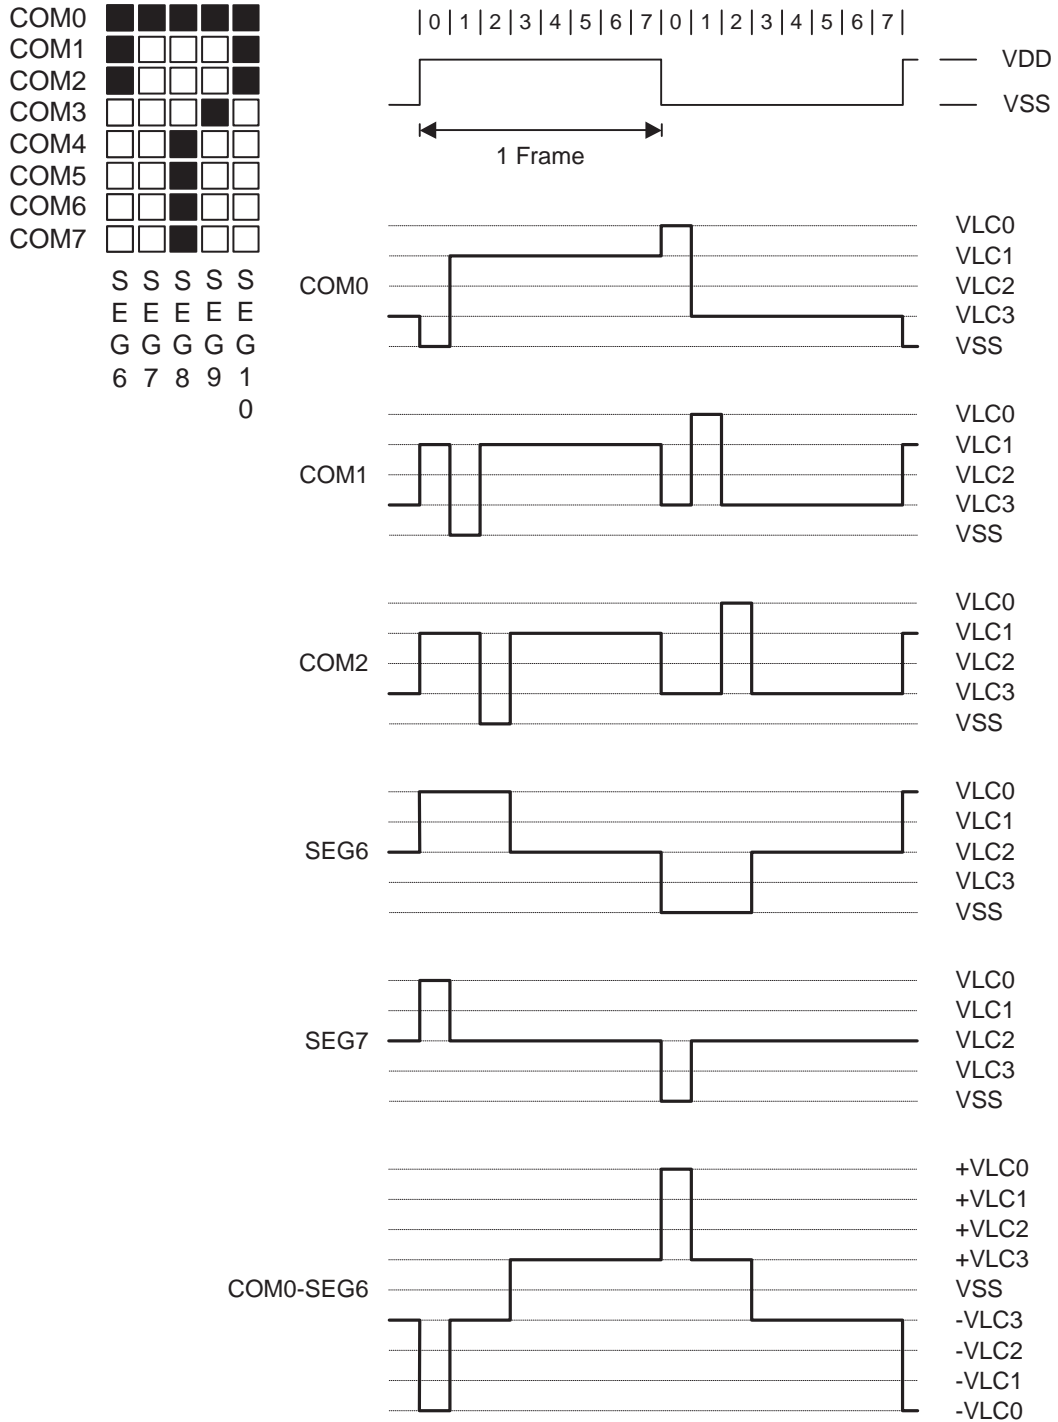 COM0
COM1
COM2
COM3
COM4
COM5
COM6
COM7
S S S S S
E E E E E
G G G G G
6 7 8 9 1
0
0 1 2 3 4 5 6 7 0 1 2 3 4 5 6 7
VDD
VSS
1 Frame
COM0
VLC0
VLC1
VLC2
VLC3
VSS
COM1
VLC0
VLC1
VLC2
VLC3
VSS
COM2
VLC0
VLC1
VLC2
VLC3
VSS
SEG6
VLC0
VLC1
VLC2
VLC3
VSS
SEG7
VLC0
VLC1
VLC2
VLC3
VSS
COM0-SEG6
+VLC0
+VLC1
+VLC2
+VLC3
VSS
-VLC3
-VLC2
-VLC1
-VLC0